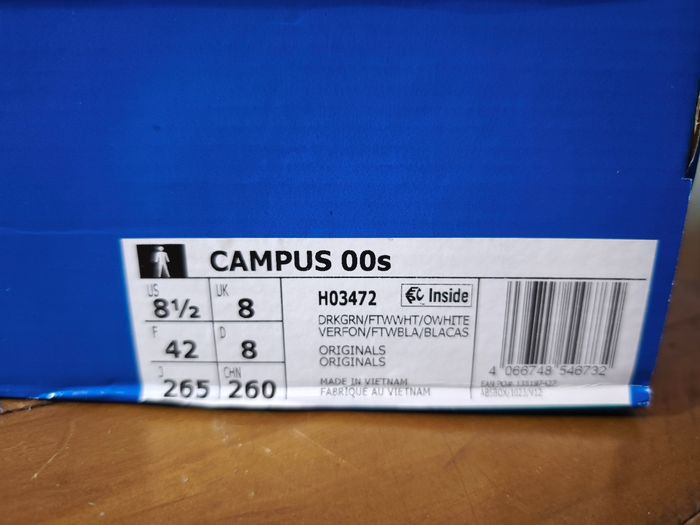 CAMPUS 00s
US
8½
UK
8
F
42
D
8
J
265
CHN
260
H03472
Inside
DRKGRN/FTWWHT/OWHITE
VERFON/FTWBLA/BLACAS
ORIGINALS
ORIGINALS
MADE IN VIETNAM
FABRIQUE AU VIETNAM
4 066748 546732